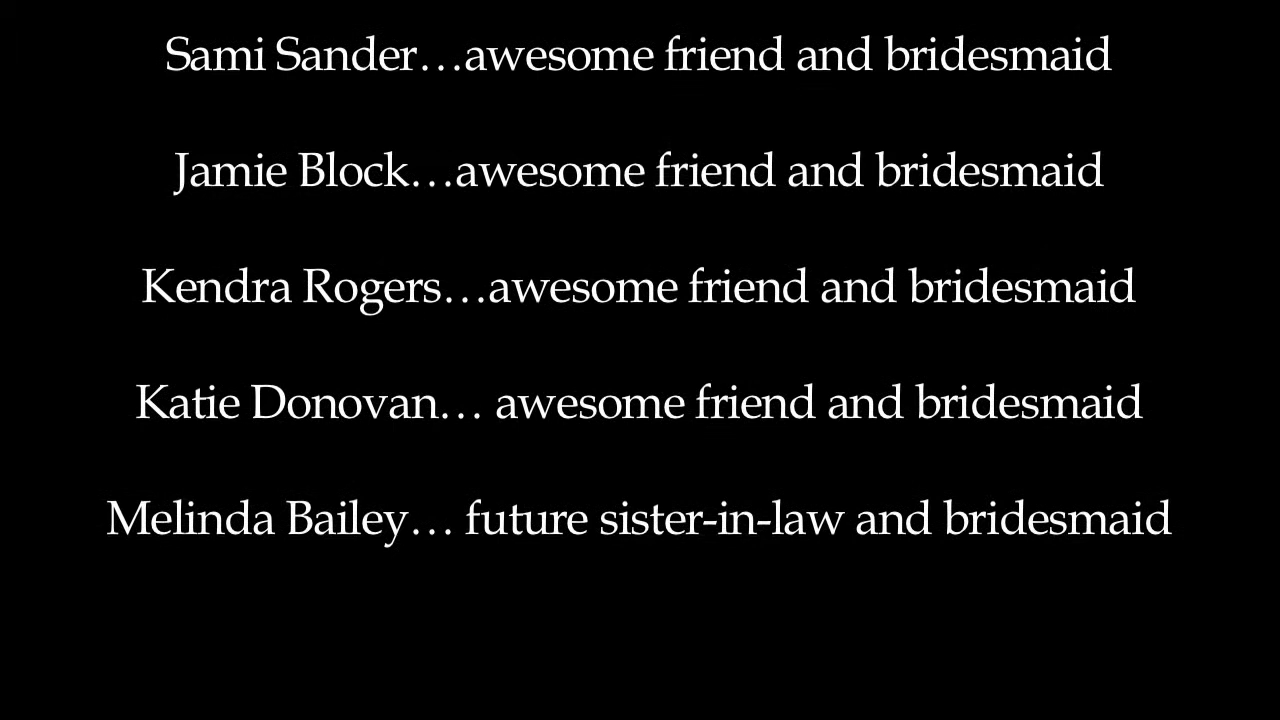 Sami Sander…awesome friend and bridesmaid
Jamie Block…awesome friend and bridesmaid
Kendra Rogers…awesome friend and bridesmaid
Katie Donovan… awesome friend and bridesmaid
Melinda Bailey… future sister-in-law and bridesmaid